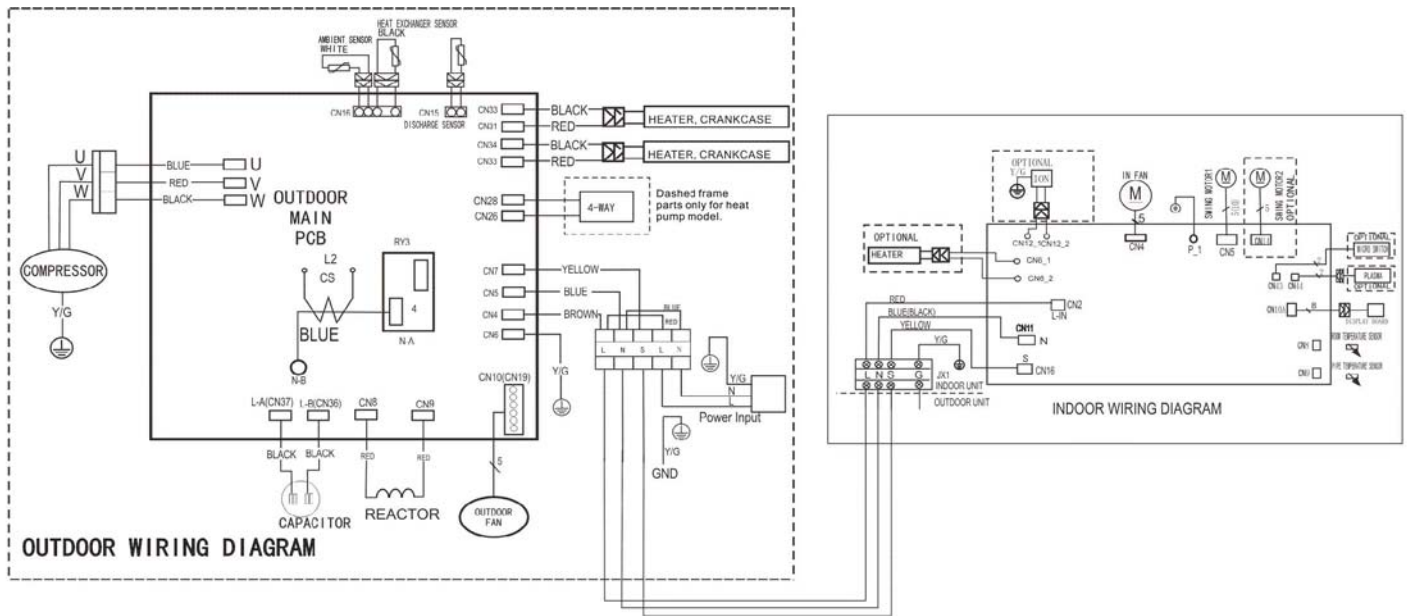 HEAT EXCHANGER SENSOR
BLACK
AMBIENT SENSOR
WHITE
CN16
CN15
DISCHARGE SENSOR
CN33
BLACK
HEATER, CRANKCASE
CN31
RED
CN34
BLACK
HEATER, CRANKCASE
CN33
RED
U
V
W
BLUE
U
RED
V
BLACK
W
OUTDOOR
MAIN
PCB
CN28
CN26
4-WAY
Dashed frame
parts only for heat
pump model.
COMPRESSOR
Y/G
L2
CS
BLUE
N-B
RY3
4
CN7
YELLOW
CN5
BLUE
CN4
BROWN
CN6
Y/G
BLUE
RED
L N S L N
Y/G
N
L
Power Input
Y/G
GND
CN10(CN19)
L-A(CN37)
L-B(CN36)
CN8
CN9
BLACK
BLACK
RED
RED
5
CAPACITOR
REACTOR
OUTDOOR
FAN
OUTDOOR WIRING DIAGRAM
OPTIONAL
Y/G
ION
CN12_1
CN12_2
IN FAN
M
5
CN4
P_1
SWING MOTOR1
M
CN5
SWING MOTOR2
OPTIONAL
M
5
CN11
OPTIONAL
HEATER
CN6_1
CN6_2
OPTIONAL
MICRO SWITCH
PLASMA
OPTIONAL
CN10A
8
DISPLAY BOARD
ROOM TEMPERATURE SENSOR
PIPE TEMPERATURE SENSOR
RED
CN2
L-IN
BLUE(BLACK)
CN11
N
YELLOW
Y/G
S
CN16
L N S G
JX1
INDOOR UNIT
OUTDOOR UNIT
INDOOR WIRING DIAGRAM